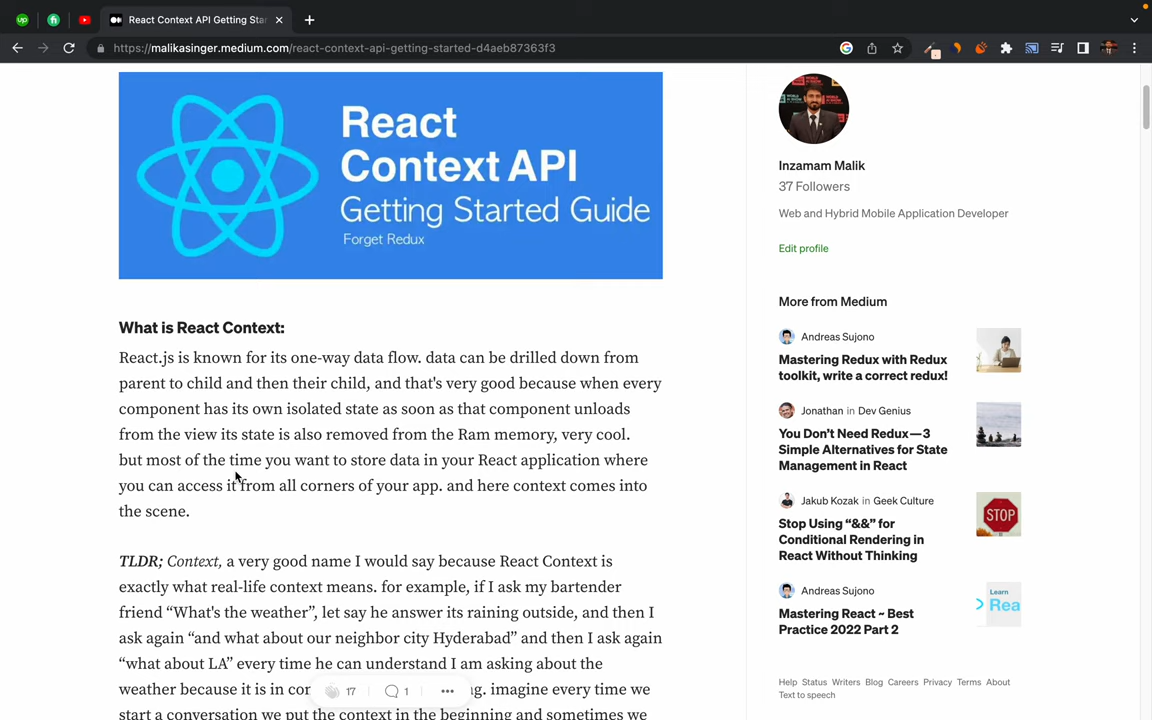 up
fi
React Context API Getting Star
https://malikasinger.medium.com/react-context-api-getting-started-d4aeb87363f3
React
Context API
Getting Started Guide
Forget Redux
What is React Context:
React.js is known for its one-way data flow. data can be drilled down from
parent to child and then their child, and that's very good because when every
component has its own isolated state as soon as that component unloads
from the view its state is also removed from the Ram memory, very cool.
but most of the time you want to store data in your React application where
you can access it from all corners of your app. and here context comes into
the scene.
TLDR; Context, a very good name I would say because React Context is
exactly what real-life context means. for example, if I ask my bartender
friend “What's the weather”, let say he answer its raining outside, and then I
ask again “and what about our neighbor city Hyderabad” and then I ask again
“what about LA” every time he can understand I am asking about the
weather because it is in con g. imagine every time we
17
1
start a conversation we put the context in the beginning and sometimes we
Inzamam Malik
37 Followers
Web and Hybrid Mobile Application Developer
Edit profile
More from Medium
Andreas Sujono
Mastering Redux with Redux
toolkit, write a correct redux!
Jonathan in Dev Genius
You Don’t Need Redux—3
Simple Alternatives for State
Management in React
Jakub Kozak in Geek Culture
Stop Using “&&” for
Conditional Rendering in
React Without Thinking
STOP
Andreas Sujono
Mastering React ~ Best
Practice 2022 Part 2
Learn
Rea
Help Status Writers Blog Careers Privacy Terms About
Text to speech